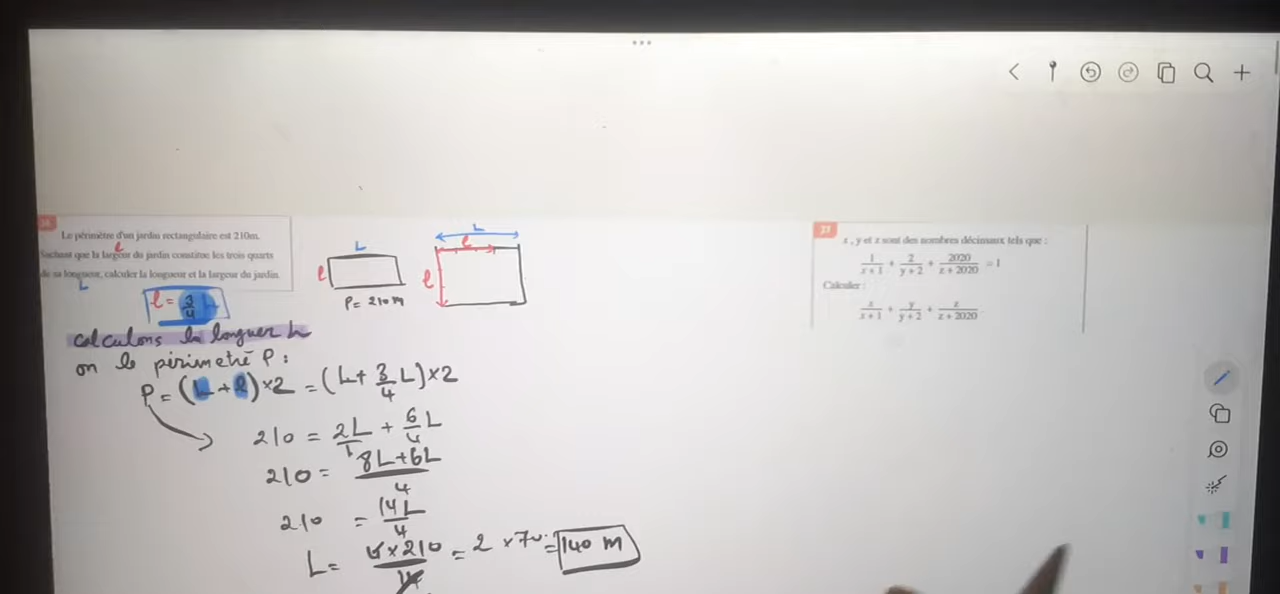 Le périmètre d'un jardin rectangulaire est 210m.
Sachant que la largeur du jardin constitue les trois quarts
de sa longueur, calculer la longueur et la largeur du jardin.
l
L
l = 3/4 L
L
l
P = 210 m
L
l
l
calculons la longuer L
on le périmetré P :
P = (L + l) ×2 = (L + 3/4 L) ×2
210 = 2L/1 + 6/4 L
210 = 8L+6L/4
210 = 14L/4
L = 210/14 = 2 × 70 = 140 m
27
x, y et z sont des nombres décimaux tels que :
1/x+1 + 2/y+2 + 2020/z+2020 = 1
Calculer :
x/x+1 + y/y+2 + z/z+2020